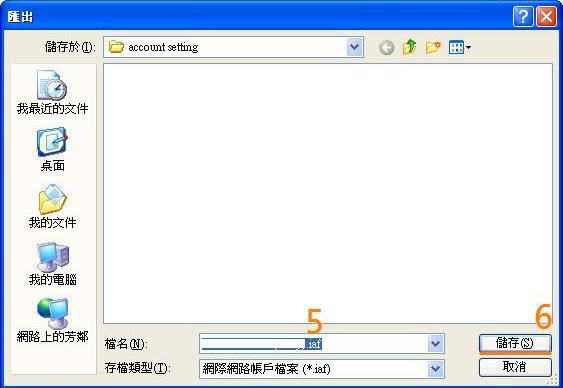 匯出
儲存於(I):
account setting
我最近的文件
桌面
我的文件
我的電腦
網路上的芳鄰
5
6
檔名(N):
.iaf
儲存(S)
存檔類型(T):
網際網路帳戶檔案 (*.iaf)
取消